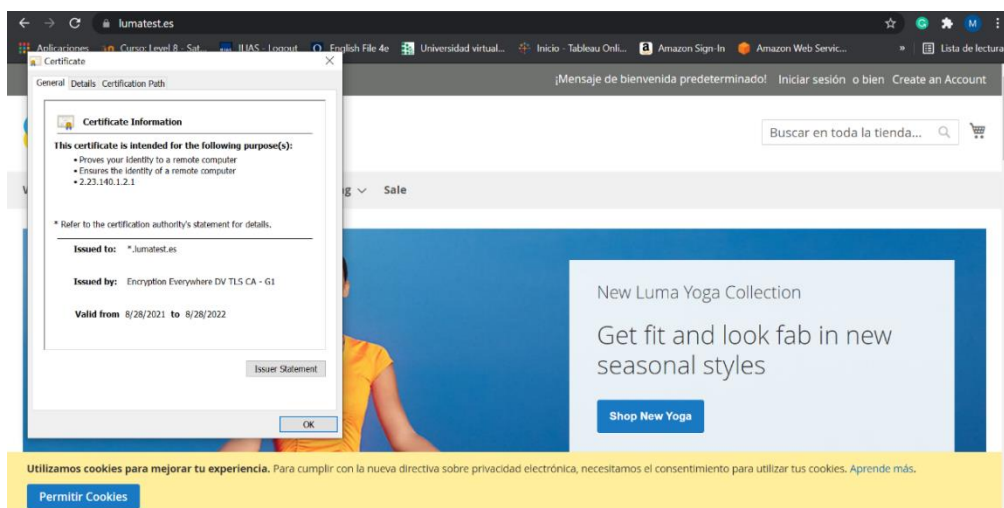 lumatest.es
Aplicaciones
Curso: Level 8 - Sat...
IUAS - Logout
English File 4e
Universidad virtual...
Inicio - Tableau Onli...
Amazon Sign-In
Amazon Web Servic...
»
Lista de lectura
Certificate
General Details Certification Path
Certificate Information
This certificate is intended for the following purpose(s):
• Proves your identity to a remote computer
• Ensures the identity of a remote computer
• 2.23.140.1.2.1
* Refer to the certification authority's statement for details.
Issued to: *.lumatest.es
Issued by: Encryption Everywhere DV TLS CA - G1
Valid from 8/28/2021 to 8/28/2022
Issuer Statement
OK
¡Mensaje de bienvenida predeterminado! Iniciar sesión o bien Create an Account
Buscar en toda la tienda...
Sale
New Luma Yoga Collection
Get fit and look fab in new
seasonal styles
Shop New Yoga
Utilizamos cookies para mejorar tu experiencia. Para cumplir con la nueva directiva sobre privacidad electrónica, necesitamos el consentimiento para utilizar tus cookies. Aprende más.
Permitir Cookies